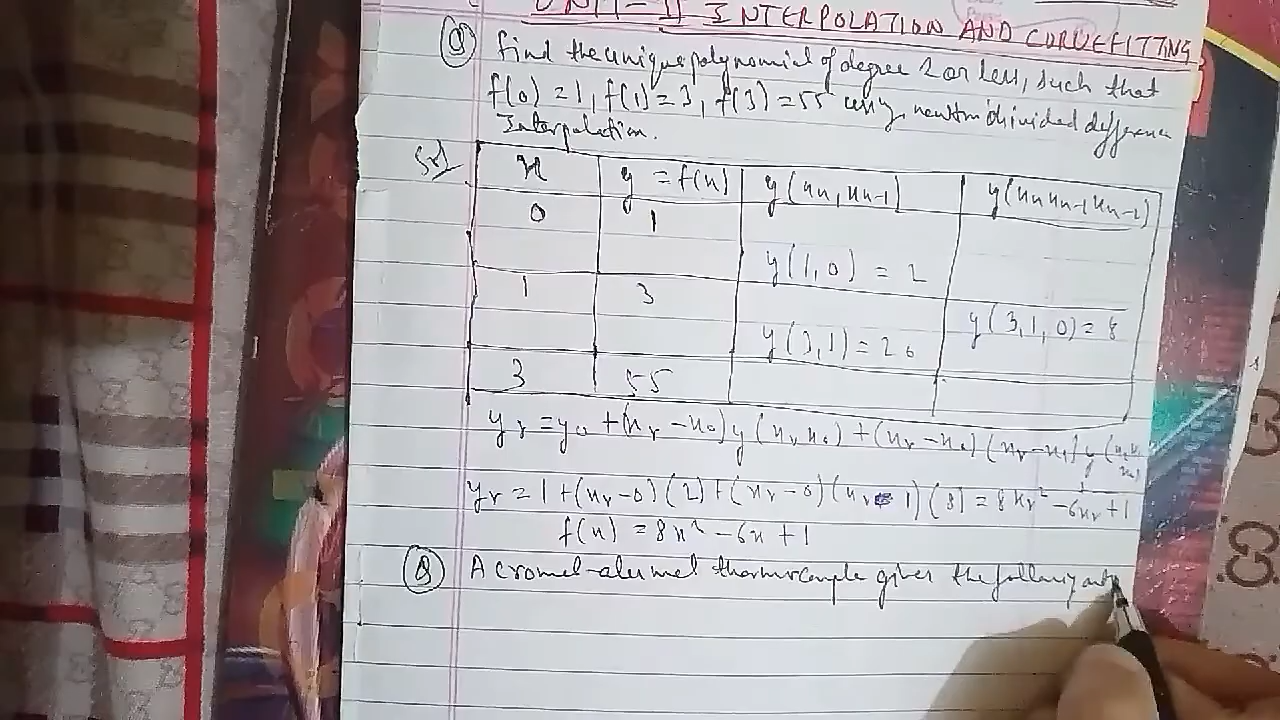 UNIT-II INTERPOLATION AND CURVEFITTING
Q find the unique polynomial of degree 2 or less, such that
f(0) = 1, f(1) = 3, f(3) = 55 using newton divided difference
Interpolation.
Sol
x y = f(x) y(xn, xn-1) y(xn xn-1 xn-2)
0 1
y(1,0) = 2
1 3
y(3,1,0) = 8
y(3,1) = 26
3 55
yr = y0 + (xr - x0) y (x1, x0) + (xr - x0) (xr - x1) y (x2 x1 x0)
yr = 1 + (xr - 0) (2) + (xr - 0) (xr - 1) (8) = 8xr² - 6xr + 1
f(x) = 8x² - 6x + 1
Q A cromel-alumel thermocouple gives the following